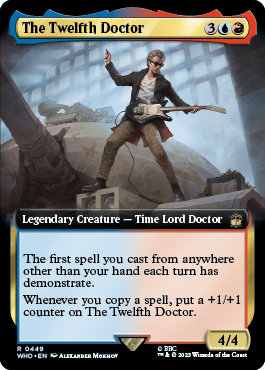 The Twelfth Doctor 3
Legendary Creature — Time Lord Doctor
The first spell you cast from anywhere
other than your hand each turn has
demonstrate.
Whenever you copy a spell, put a +1/+1
counter on The Twelfth Doctor.
4/4
R 0449
WHO • EN Alexander Mokhov
© BBC
™ & © 2023 Wizards of the Coast